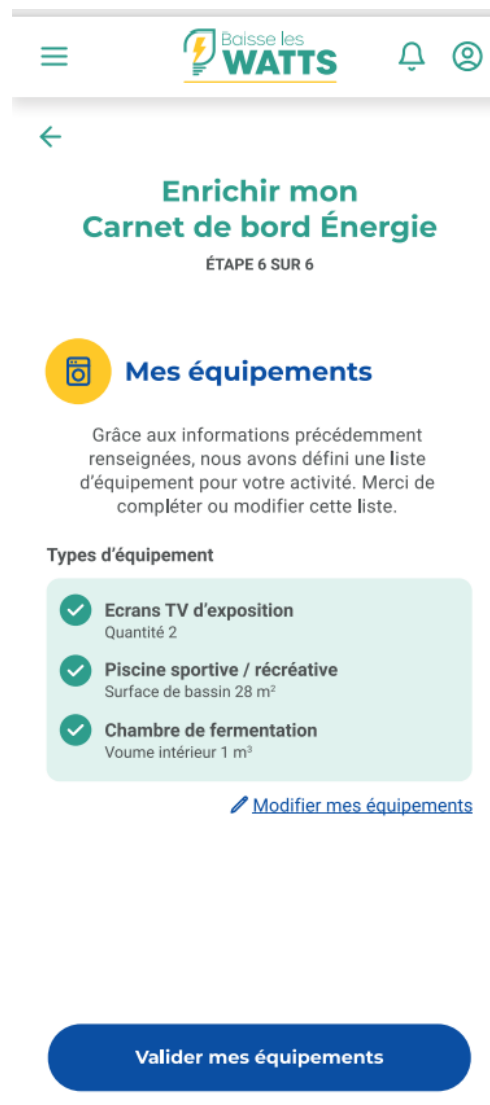 Baisse les
WATTS
Enrichir mon
Carnet de bord Énergie
ÉTAPE 6 SUR 6
Mes équipements
Grâce aux informations précédemment
renseignées, nous avons défini une liste
d’équipement pour votre activité. Merci de
compléter ou modifier cette liste.
Types d’équipement
Ecrans TV d’exposition
Quantité 2
Piscine sportive / récréative
Surface de bassin 28 m²
Chambre de fermentation
Voume intérieur 1 m³
Modifier mes équipements
Valider mes équipements